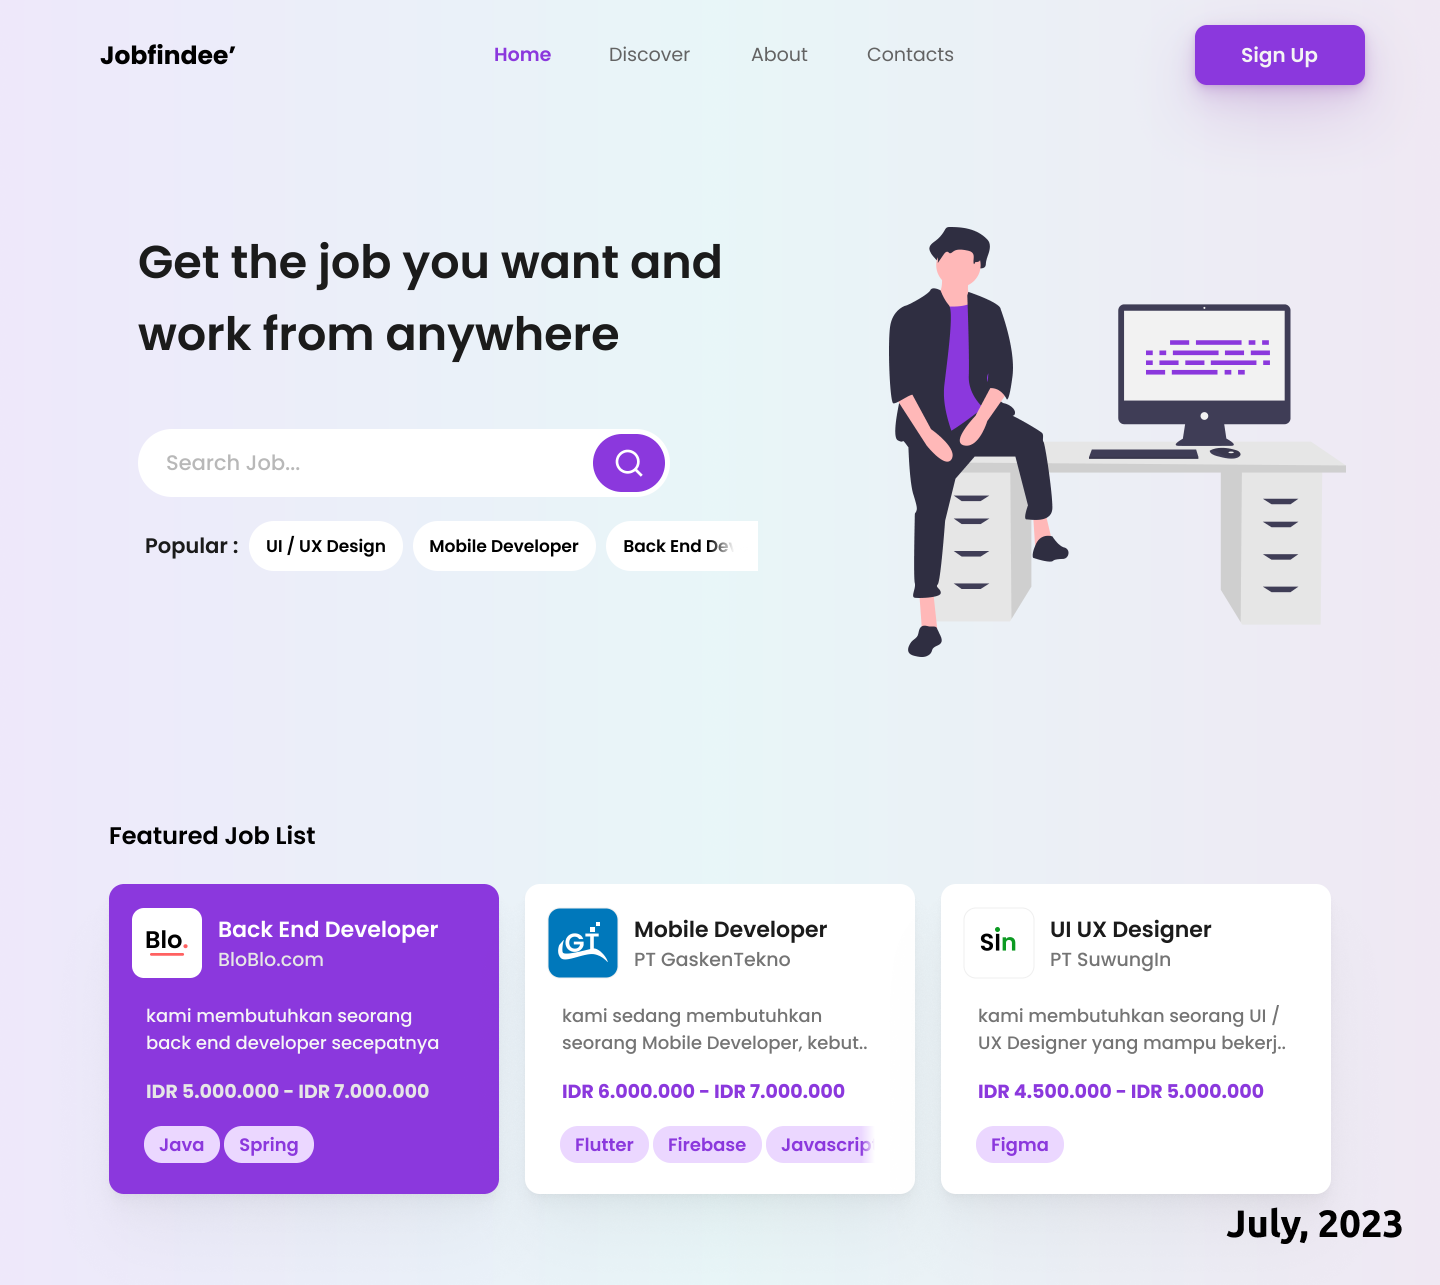 Jobfindee’
Home
Discover
About
Contacts
Sign Up
Get the job you want and
work from anywhere
Search Job...
Popular :
UI / UX Design
Mobile Developer
Back End Dev
Featured Job List
Blo.
Back End Developer
BloBlo.com
kami membutuhkan seorang
back end developer secepatnya
IDR 5.000.000 - IDR 7.000.000
Java
Spring
GT
Mobile Developer
PT GaskenTekno
kami sedang membutuhkan
seorang Mobile Developer, kebut..
IDR 6.000.000 - IDR 7.000.000
Flutter
Firebase
Javascrip
sin
UI UX Designer
PT SuwungIn
kami membutuhkan seorang UI /
UX Designer yang mampu bekerj..
IDR 4.500.000 - IDR 5.000.000
Figma
July, 2023